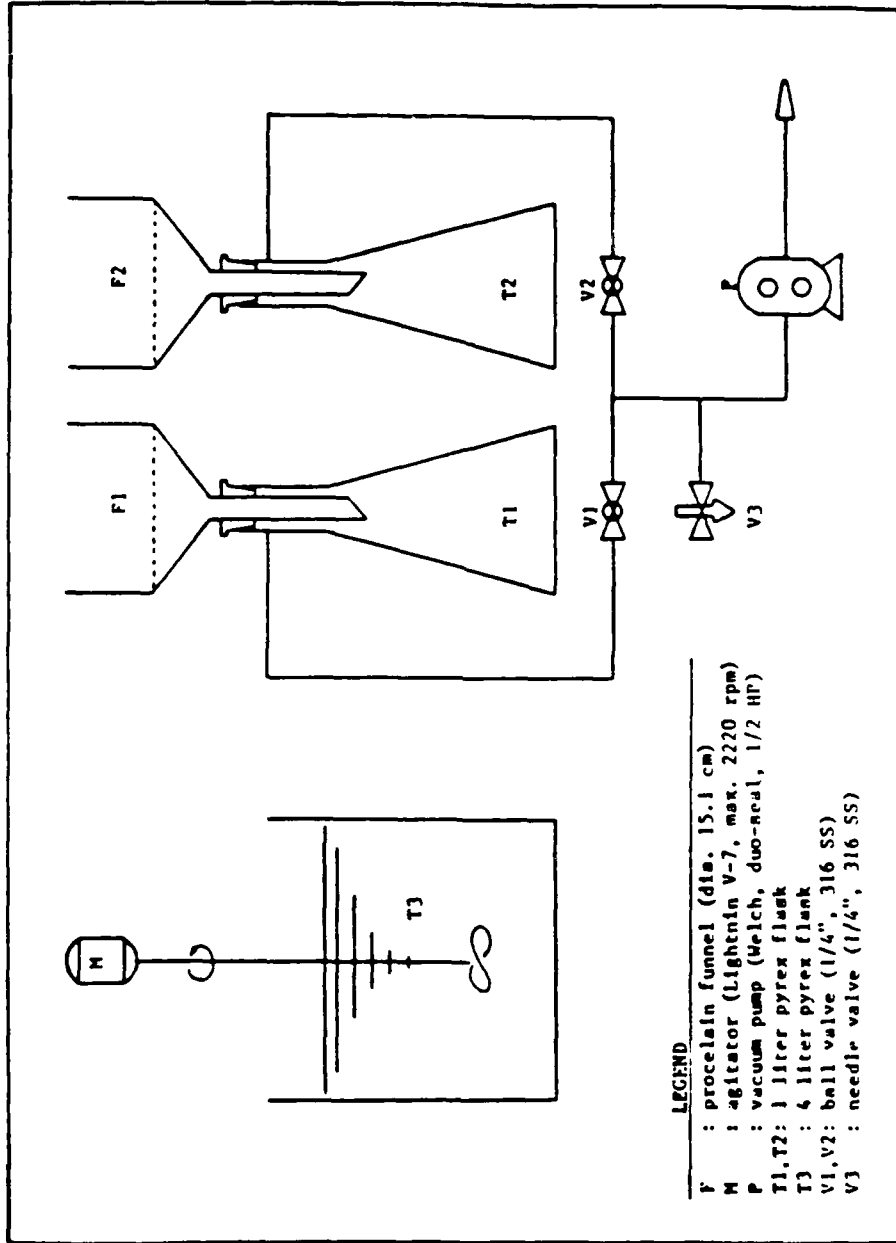 F1
F2
M
T3
T1
T2
V1
V2
P
V3
LEGEND
F : procelain funnel (dia. 15.1 cm)
M : agitator (Lightnin V-7, max. 2220 rpm)
P : vacuum pump (Welch, duo-seal, 1/2 HP)
T1,T2: 1 liter pyrex flask
T3 : 4 liter pyrex flask
V1,V2: ball valve (1/4", 316 SS)
V3 : needle valve (1/4", 316 SS)